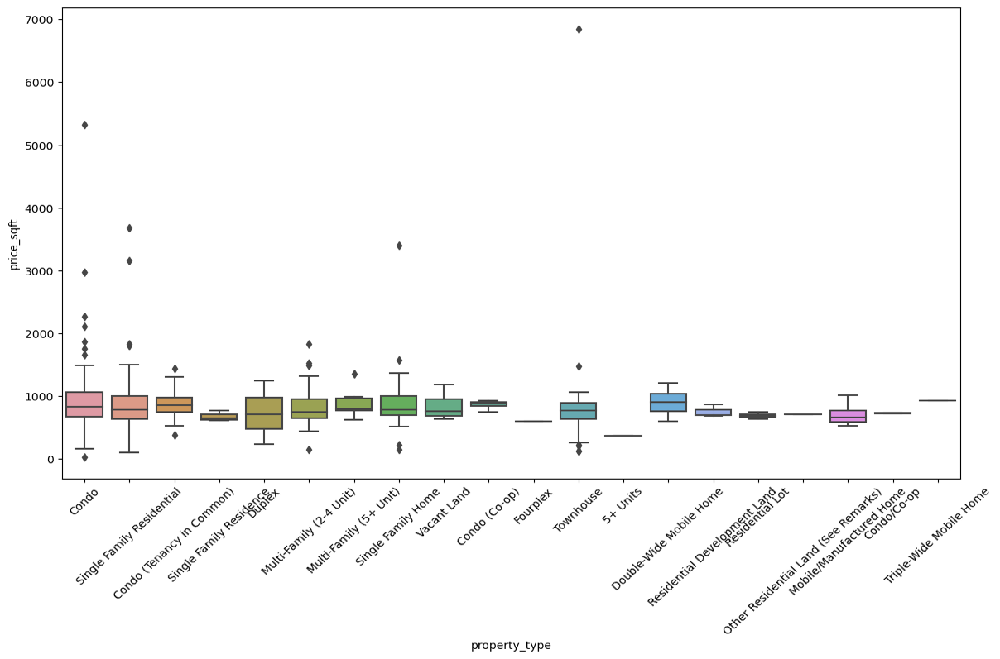 7000
6000
5000
4000
3000
2000
1000
0
price_sqft
Condo
Single Family Residential
Condo (Tenancy in Common)
Single Family Residence
Duplex
Multi-Family (2-4 Unit)
Multi-Family (5+ Unit)
Single Family Home
Vacant Land
Condo (Co-op)
Fourplex
Townhouse
5+ Units
Double-Wide Mobile Home
Residential Development Land
Residential Lot
Other Residential Land (See Remarks)
Mobile/Manufactured Home
Condo/Co-op
Triple-Wide Mobile Home
property_type